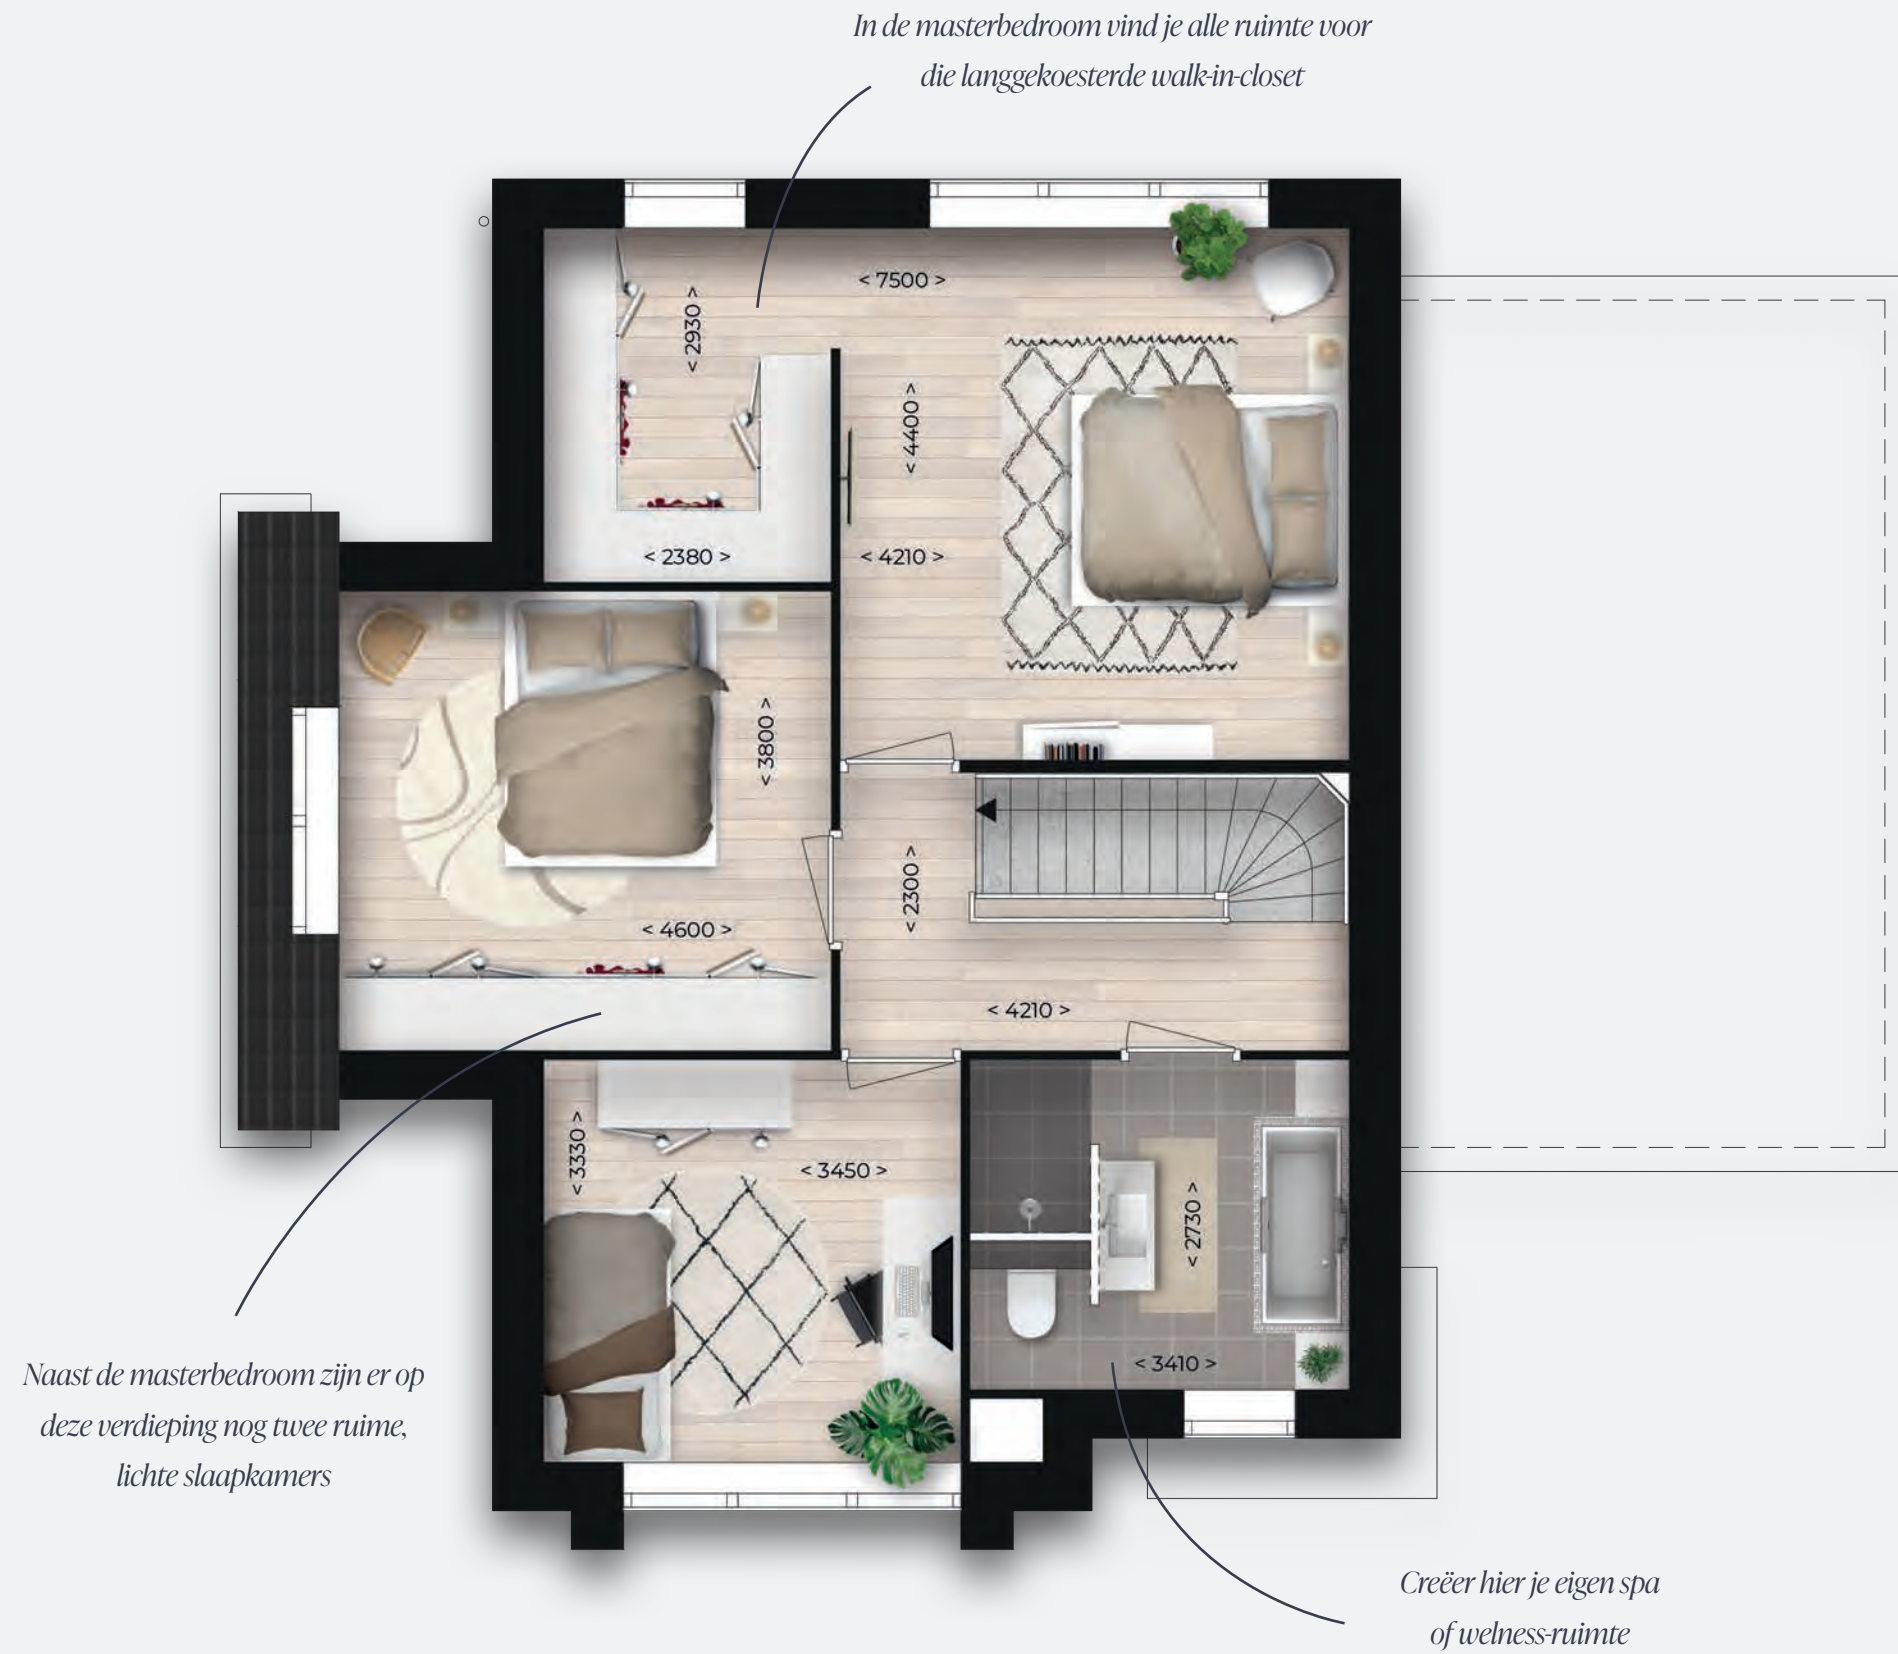 In de masterbedroom vind je alle ruimte voor
die langgekoesterde walk-in-closet
< 7500 >
< 2930 >
< 4400 >
< 2380 >
< 4210 >
< 3800 >
< 4600 >
< 2300 >
< 4210 >
< 3330 >
< 3450 >
< 2730 >
< 3410 >
Naast de masterbedroom zijn er op
deze verdieping nog twee ruime,
lichte slaapkamers
Creëer hier je eigen spa
of welness-ruimte